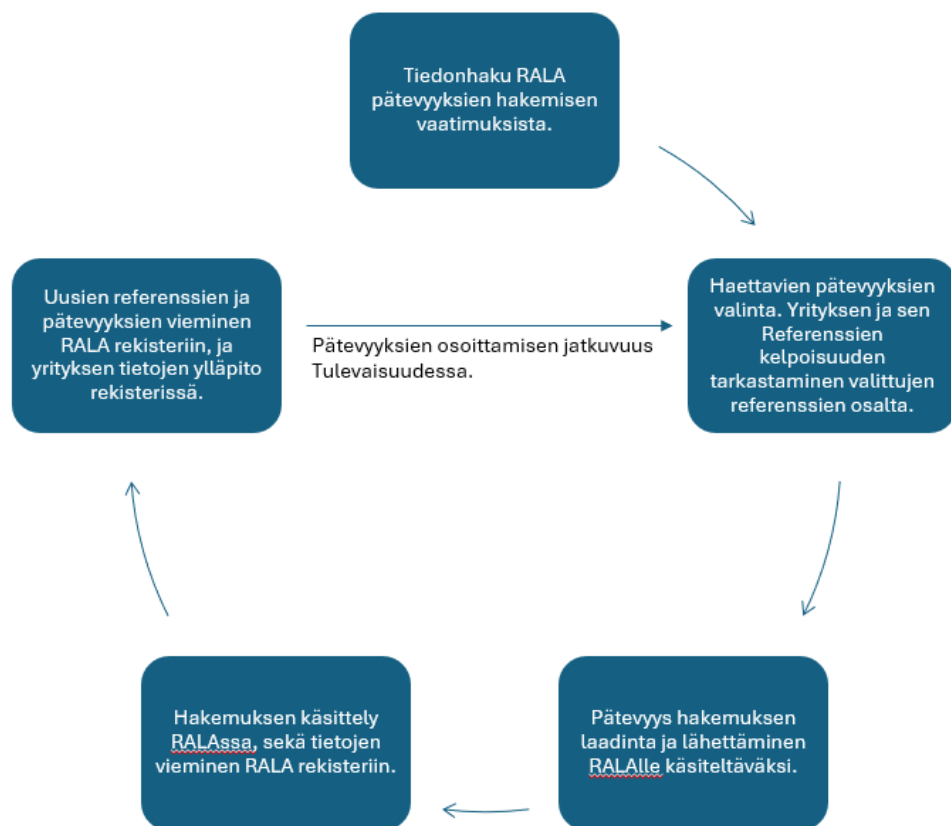 Tiedonhaku RALA
pätevyyksien hakemisen
vaatimuksista.
Uusien referenssien ja
pätevyyksien vieminen
RALA rekisteriin, ja
yrityksen tietojen ylläpito
rekisterissä.
Pätevyyksien osoittamisen jatkuvuus
Tulevaisuudessa.
Haettavien pätevyyksien
valinta. Yrityksen ja sen
Referenssien
kelpoisuuden
tarkastaminen valittujen
referenssien osalta.
Hakemuksen käsittely
RALAssa, sekä tietojen
vieminen RALA rekisteriin.
Pätevyys hakemuksen
laadinta ja lähettäminen
RALAlle käsiteltäväksi.